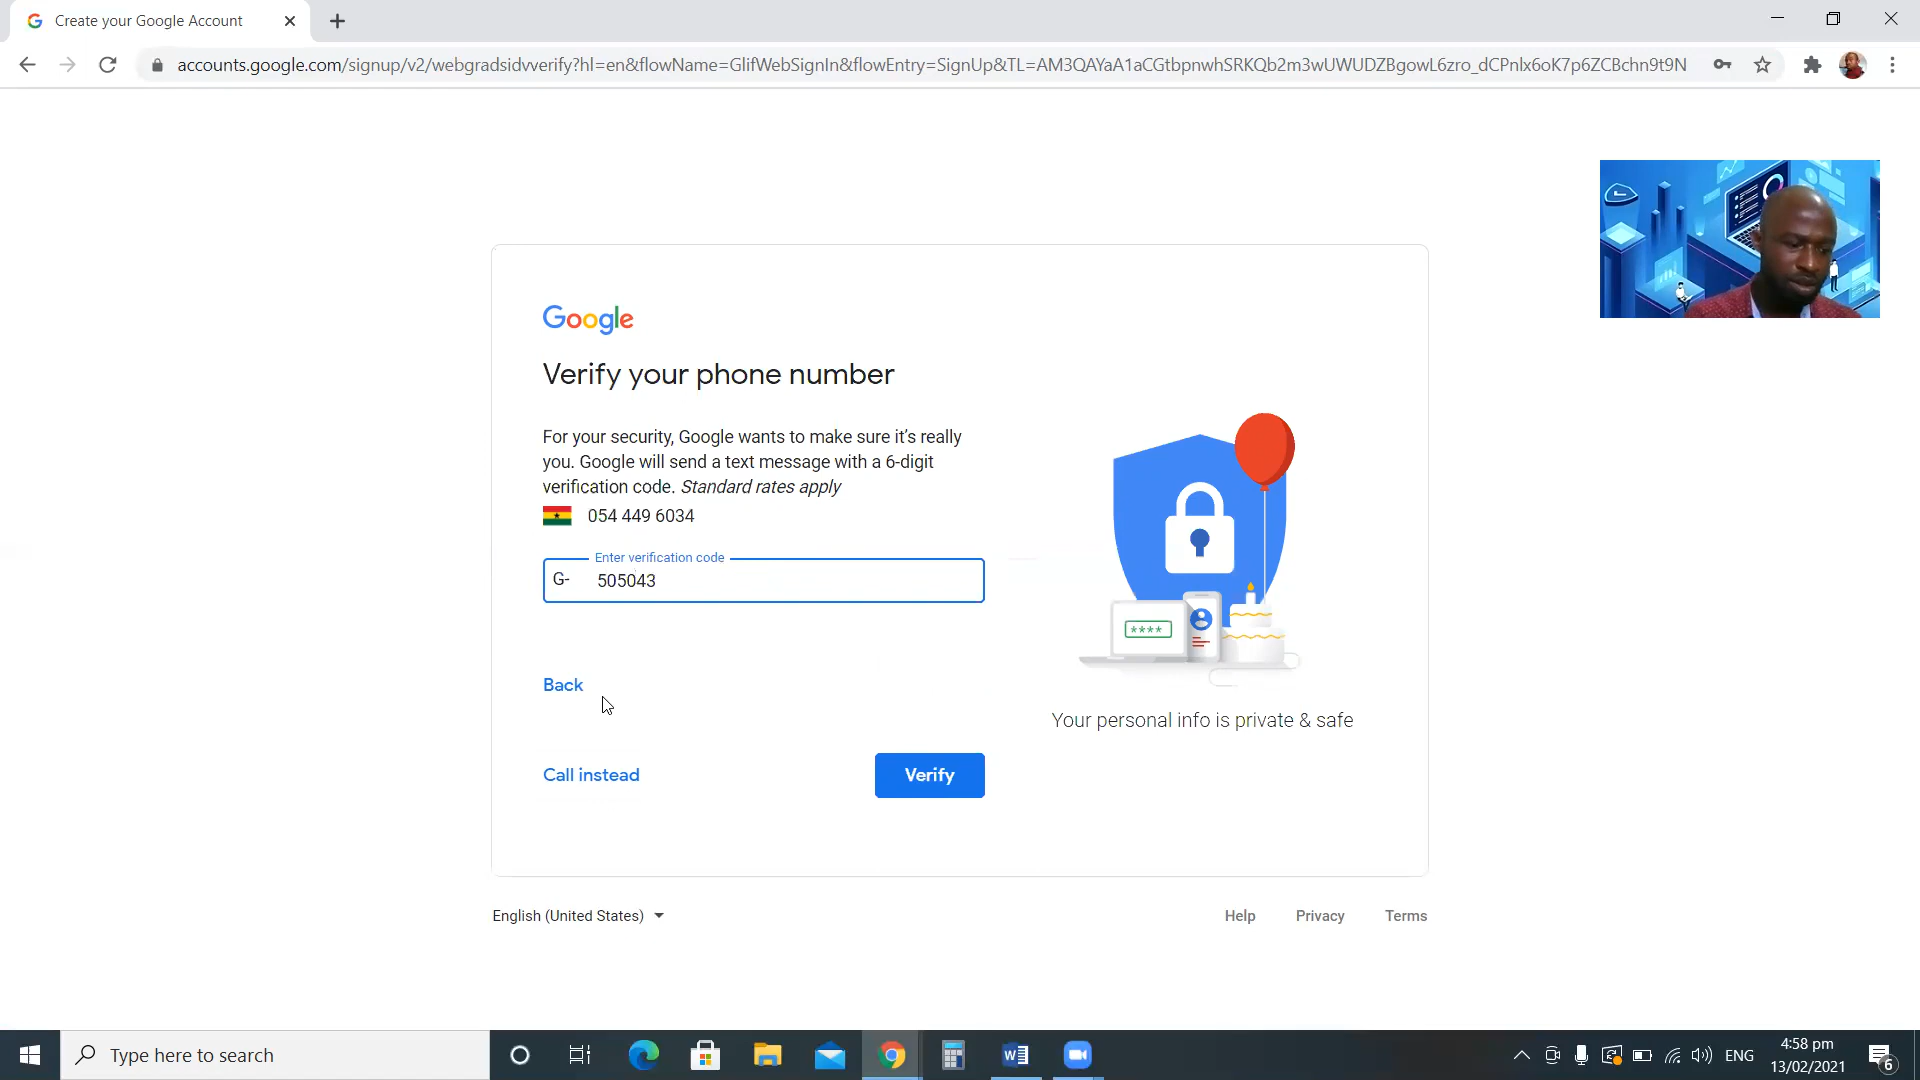 Create your Google Account
accounts.google.com/signup/v2/webgradsidvverify?hl=en&flowName=GlifWebSignIn&flowEntry=SignUp&TL=AM3QAYaA1aCGtbpnwhSRKQb2m3wUWUDZBgowL6zro_dCPnlx6oK7p6ZCBchn9t9N
Google
Verify your phone number
For your security, Google wants to make sure it's really
you. Google will send a text message with a 6-digit
verification code. Standard rates apply
054 449 6034
Enter verification code
G- 505043
****
Back
Your personal info is private & safe
Call instead
Verify
English (United States)
Help Privacy Terms
Type here to search
ENG
4:58 pm
13/02/2021
6